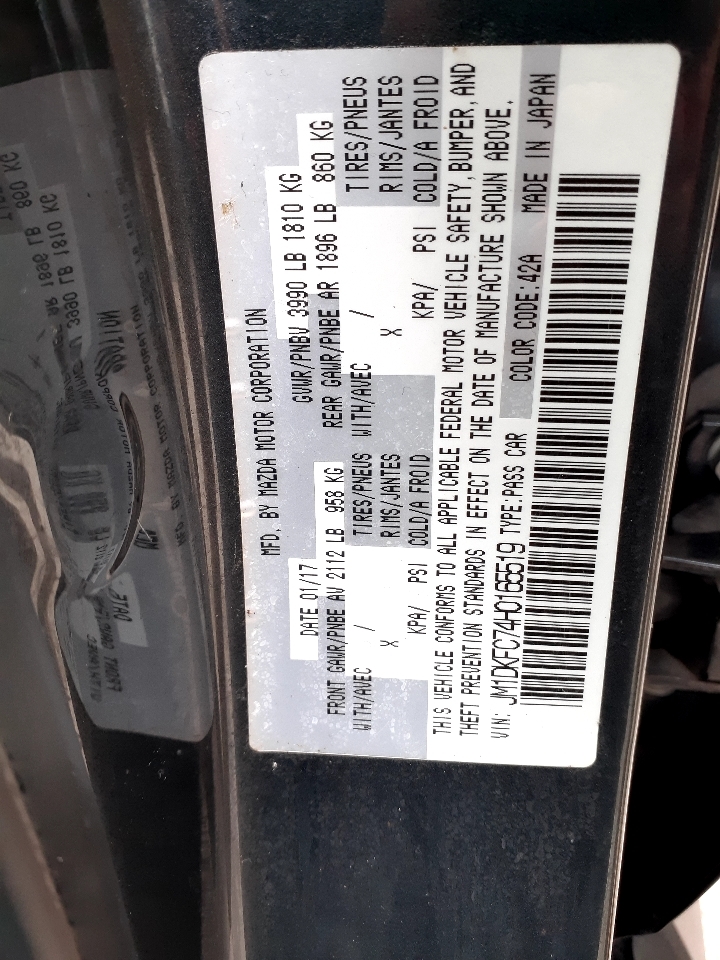 MFD. BY MAZDA MOTOR CORPORATION
DATE 01/17 GVWR/PNBV 3990 LB 1810 KG
FRONT GAWR/PNBE AV 2112 LB 958 KG REAR GAWR/PNBE AR 1896 LB 860 KG
WITH/AVEC / TIRES/PNEUS WITH/AVEC / TIRES/PNEUS
X RIMS/JANTES X RIMS/JANTES
KPA/ PSI COLD/A FROID KPA/ PSI COLD/A FROID
THIS VEHICLE CONFORMS TO ALL APPLICABLE FEDERAL MOTOR VEHICLE SAFETY, BUMPER, AND
THEFT PREVENTION STANDARDS IN EFFECT ON THE DATE OF MANUFACTURE SHOWN ABOVE.
VIN: JM1DKFC74H0165519 TYPE:PASS CAR COLOR CODE.42A MADE IN JAPAN